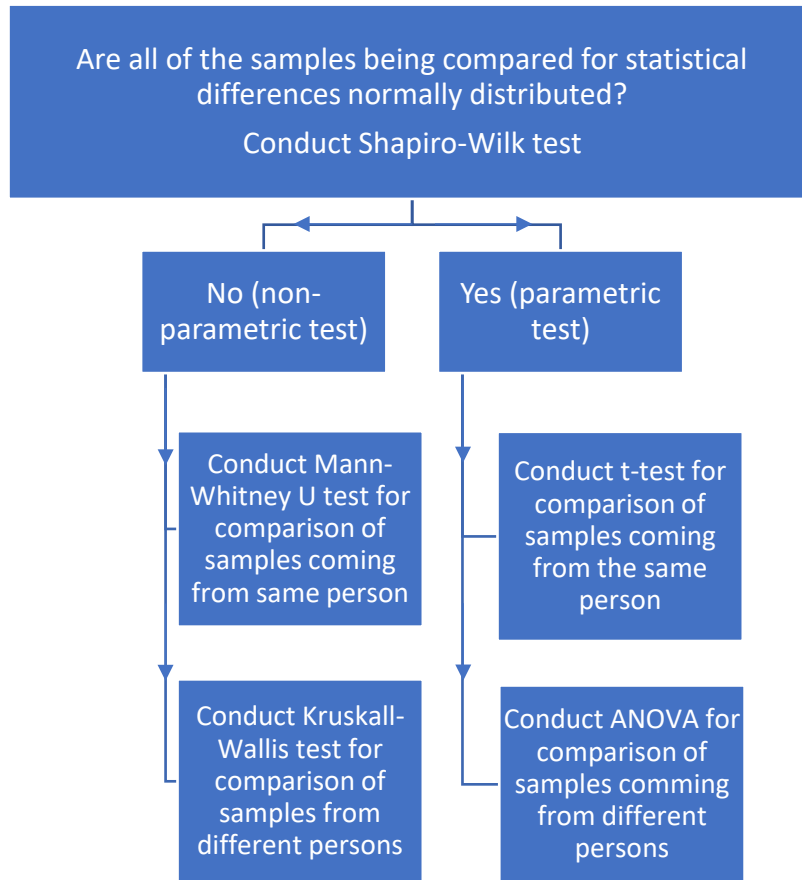 Are all of the samples being compared for statistical
differences normally distributed?
Conduct Shapiro-Wilk test
No (non-
parametric test)
Yes (parametric
test)
Conduct Mann-
Whitney U test for
comparison of
samples coming
from same person
Conduct t-test for
comparison of
samples coming
from the same
person
Conduct Kruskall-
Wallis test for
comparison of
samples from
different persons
Conduct ANOVA for
comparison of
samples comming
from different
persons